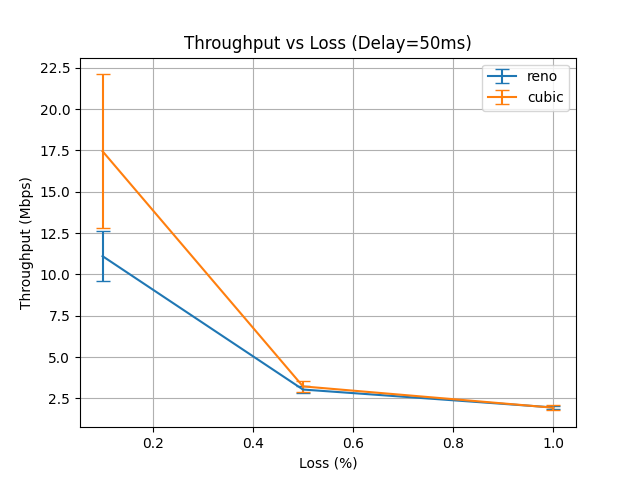 Throughput vs Loss (Delay=50ms)
reno
cubic
22.5
20.0
17.5
15.0
12.5
10.0
7.5
5.0
2.5
Throughput (Mbps)
0.2 0.4 0.6 0.8 1.0
Loss (%)